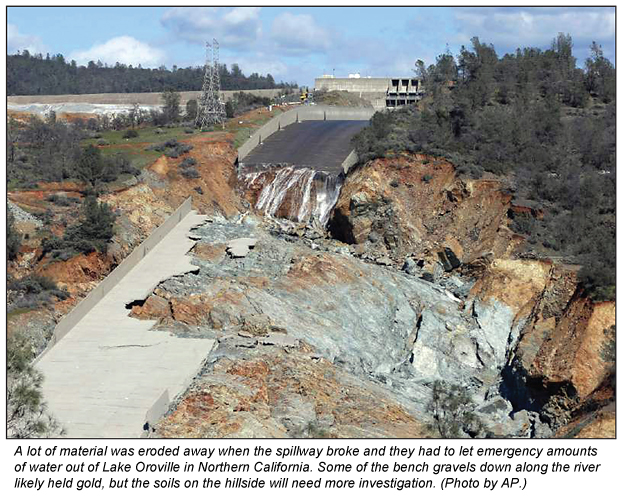 A lot of material was eroded away when the spillway broke and they had to let emergency amounts
of water out of Lake Oroville in Northern California. Some of the bench gravels down along the river
likely held gold, but the soils on the hillside will need more investigation. (Photo by AP.)